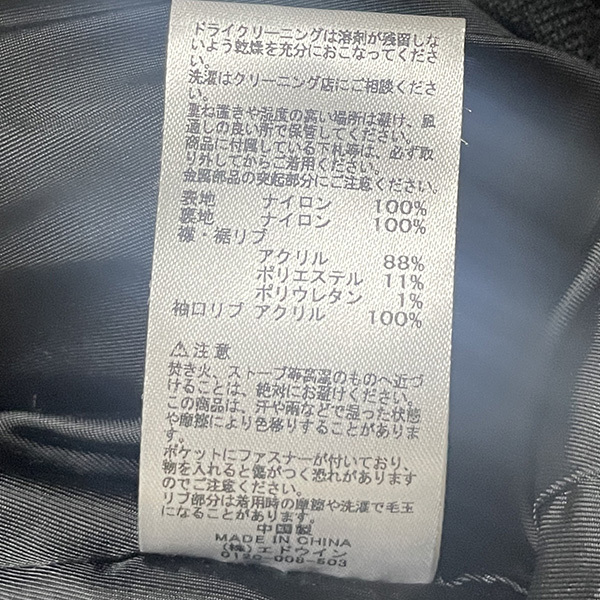 ドライクリーニングは溶剤が残留しな
いよう乾燥を充分におこなってくださ
い。
洗濯はクリーニング店にご相談くださ
い。
重ね置きや湿度の高い場所は避け、風
通しの良い所で保管してください。
商品に付属している下札等は、必ず取
り外してからご着用ください。
金属部品の突起部分にご注意ください。
表地 ナイロン 100%
裏地 ナイロン 100%
襟・裾リブ
アクリル 88%
ポリエステル 11%
ポリウレタン 1%
袖口リブ アクリル 100%
⚠注意
焚き火、ストーブ等高温のものへ近づ
けることは、絶対にお避けください。
この商品は、汗や雨などで湿った状態
や摩擦により色移りすることがありま
す。
ポケットにファスナーが付いており、
物を入れると傷がつく恐れがあります
のでご注意ください。
リブ部分は着用時の摩擦や洗濯で毛玉
になることがあります。
中国製
MADE IN CHINA
(株)エドウイン
0120-008-503